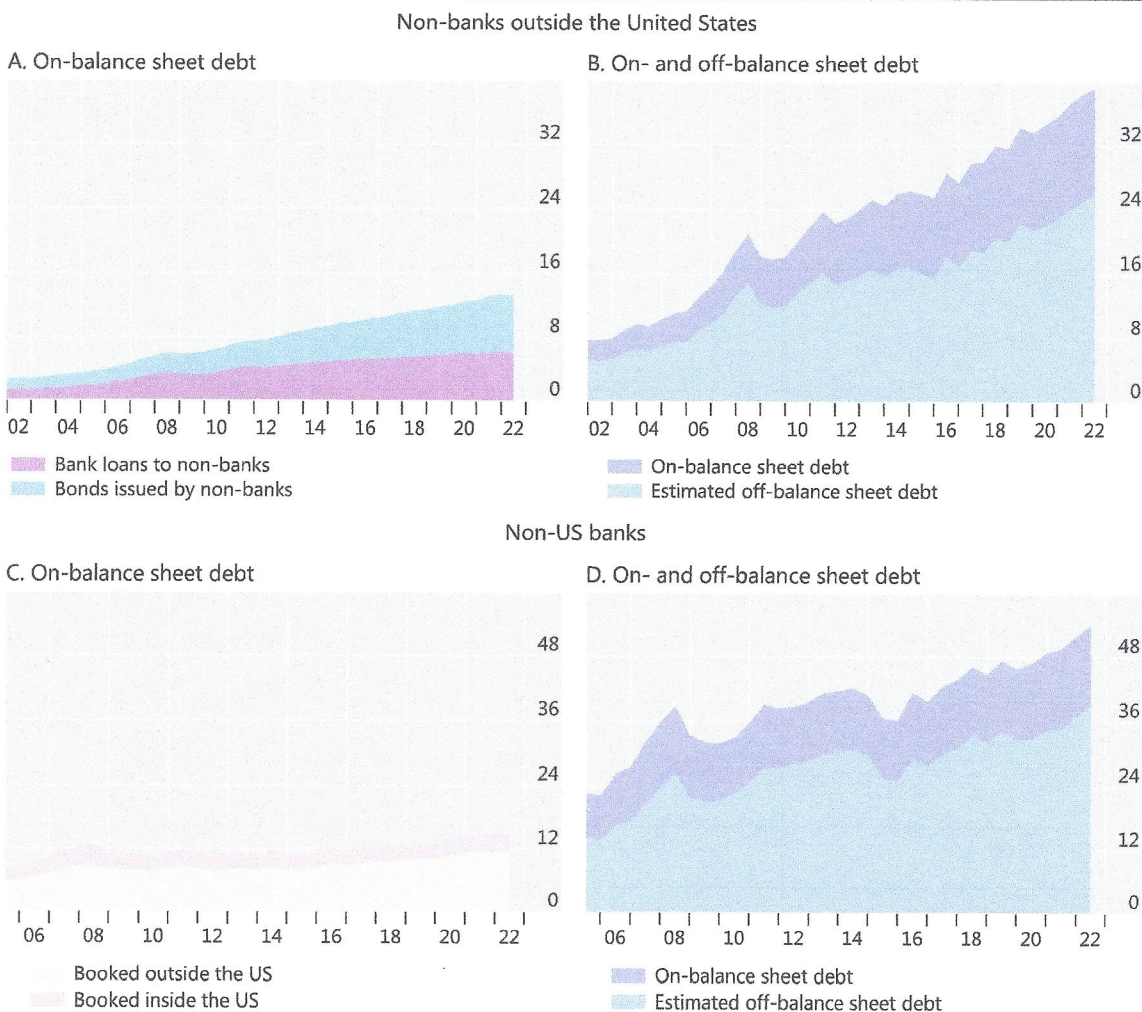 Non-banks outside the United States
A. On-balance sheet debt
32
24
16
8
0
02 04 06 08 10 12 14 16 18 20 22
Bank loans to non-banks
Bonds issued by non-banks
B. On- and off-balance sheet debt
32
24
16
8
0
02 04 06 08 10 12 14 16 18 20 22
On-balance sheet debt
Estimated off-balance sheet debt
Non-US banks
C. On-balance sheet debt
48
36
24
12
0
06 08 10 12 14 16 18 20 22
Booked outside the US
Booked inside the US
D. On- and off-balance sheet debt
48
36
24
12
0
06 08 10 12 14 16 18 20 22
On-balance sheet debt
Estimated off-balance sheet debt